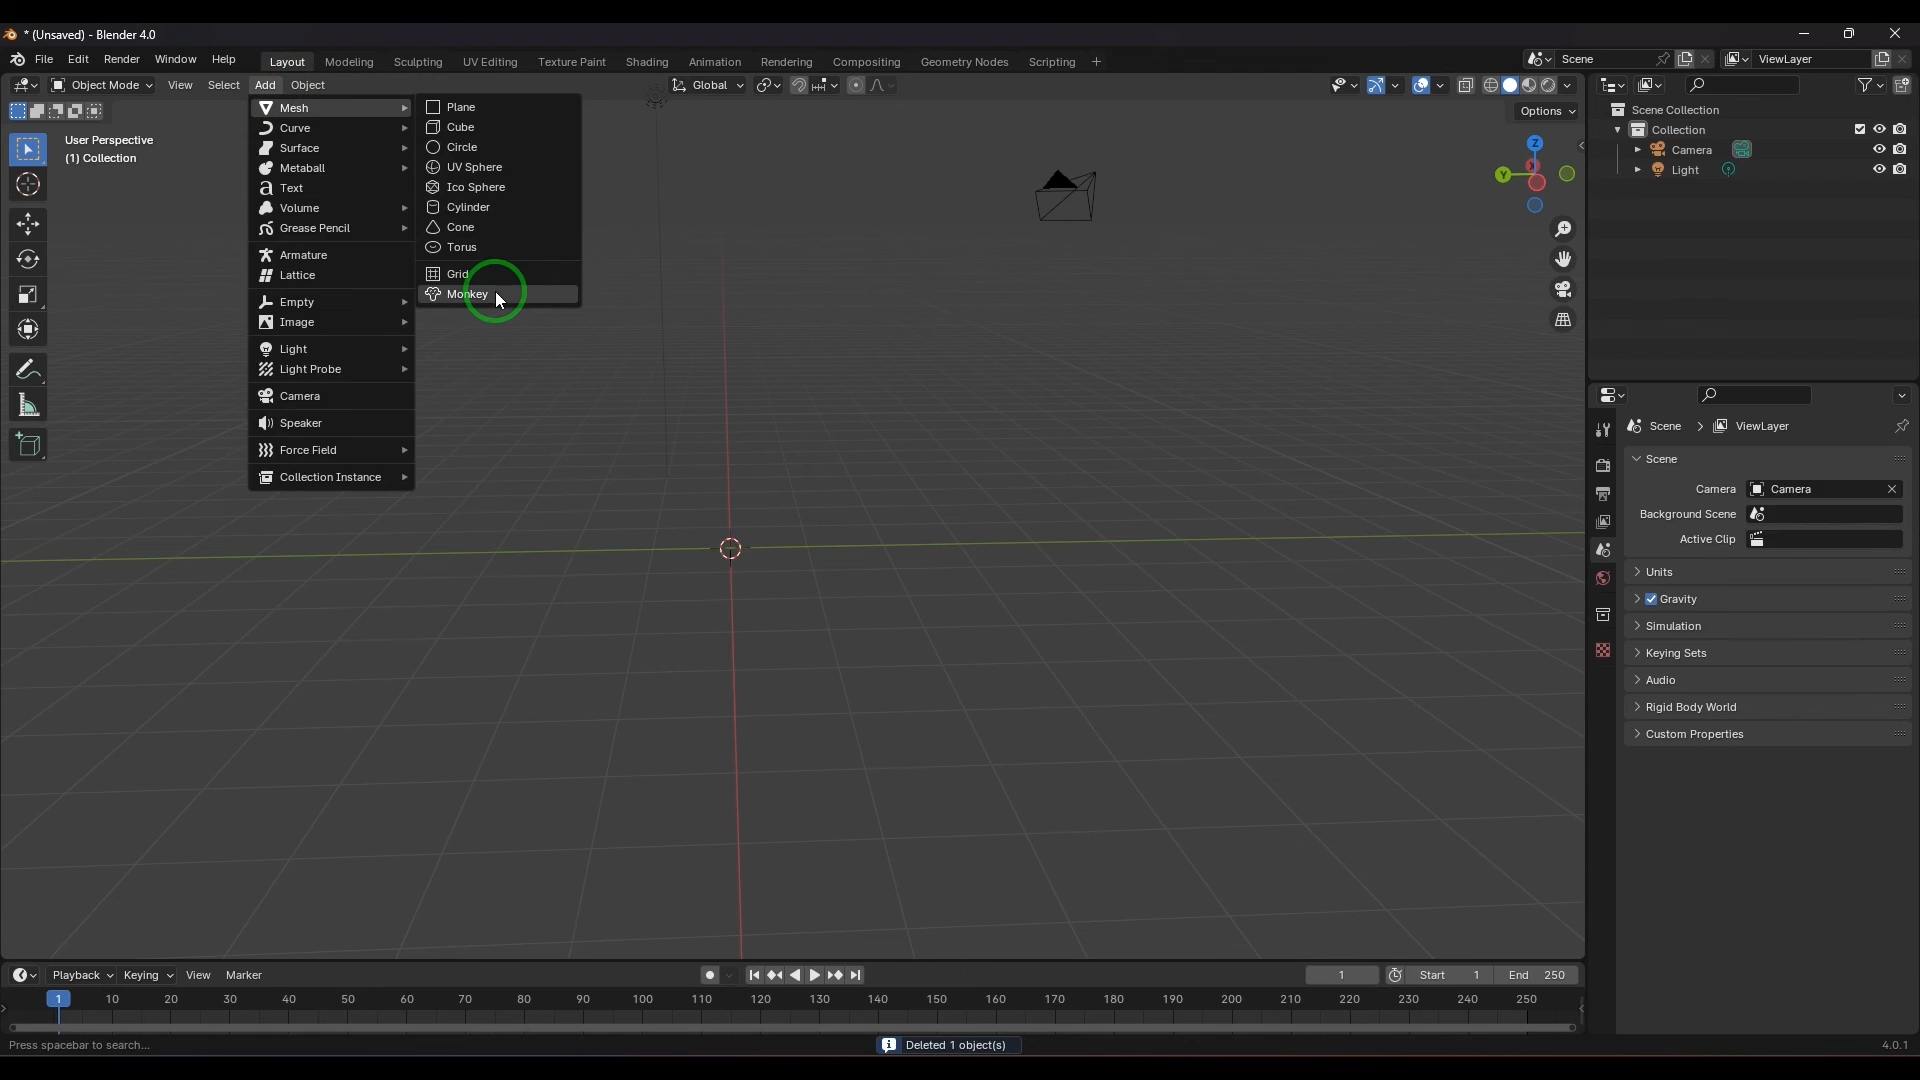 * (Unsaved) - Blender 4.0
File Edit Render Window Help Layout Modeling Sculpting UV Editing Texture Paint Shading Animation Rendering Compositing Geometry Nodes Scripting + Scene ViewLayer
Object Mode View Select Add Object Global
Options
User Perspective
(1) Collection
Mesh
Curve
Surface
Metaball
Text
Volume
Grease Pencil
Armature
Lattice
Empty
Image
Light
Light Probe
Camera
Speaker
Force Field
Collection Instance
Plane
Cube
Circle
UV Sphere
Ico Sphere
Cylinder
Cone
Torus
Grid
Monkey
Z
X
Y
Scene Collection
Collection
Camera
Light
Scene > ViewLayer
Scene
Camera Camera
Background Scene
Active Clip
Units
Gravity
Simulation
Keying Sets
Audio
Rigid Body World
Custom Properties
Playback Keying View Marker 1 Start 1 End 250
1 10 20 30 40 50 60 70 80 90 100 110 120 130 140 150 160 170 180 190 200 210 220 230 240 250
Press spacebar to search... Deleted 1 object(s) 4.0.1